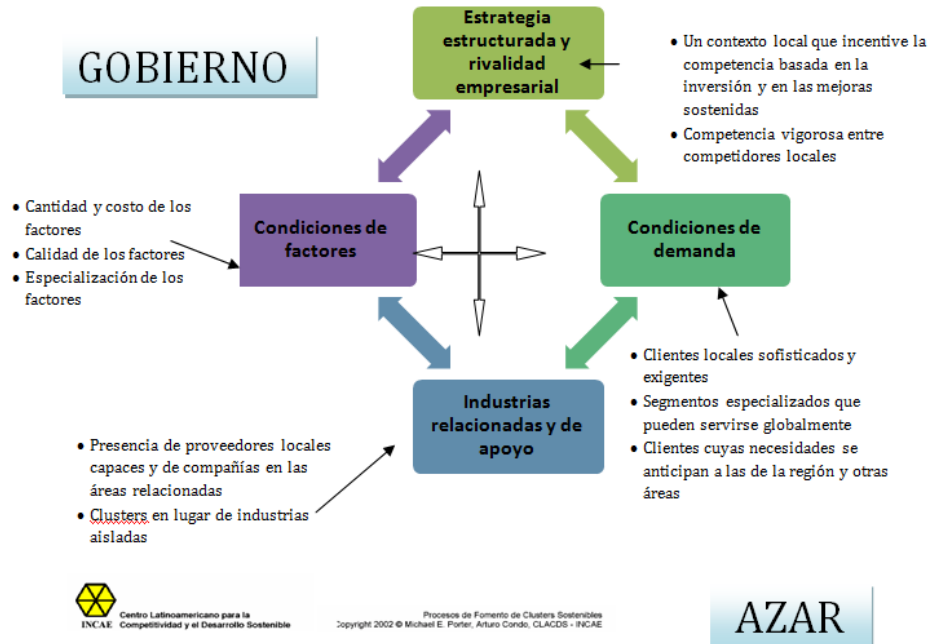 GOBIERNO
Estrategia
estructurada y
rivalidad
empresarial
• Un contexto local que incentive la
competencia basada en la
inversión y en las mejoras
sostenidas
• Competencia vigorosa entre
competidores locales
• Cantidad y costo de los
factores
• Calidad de los factores
• Especialización de los
factores
Condiciones de
factores
Condiciones de
demanda
• Clientes locales sofisticados y
exigentes
• Segmentos especializados que
pueden servirse globalmente
• Clientes cuyas necesidades se
anticipan a las de la región y otras
áreas
Industrias
relacionadas y de
apoyo
• Presencia de proveedores locales
capaces y de compañías en las
áreas relacionadas
• Clusters en lugar de industrias
aisladas
INCAE
Centro Latinoamericano para la
Competitividad y el Desarrollo Sostenible
Procesos de Fomento de Clusters Sostenibles
Copyright 2002 © Michael E. Porter, Arturo Condo, CLACDS - INCAE
AZAR